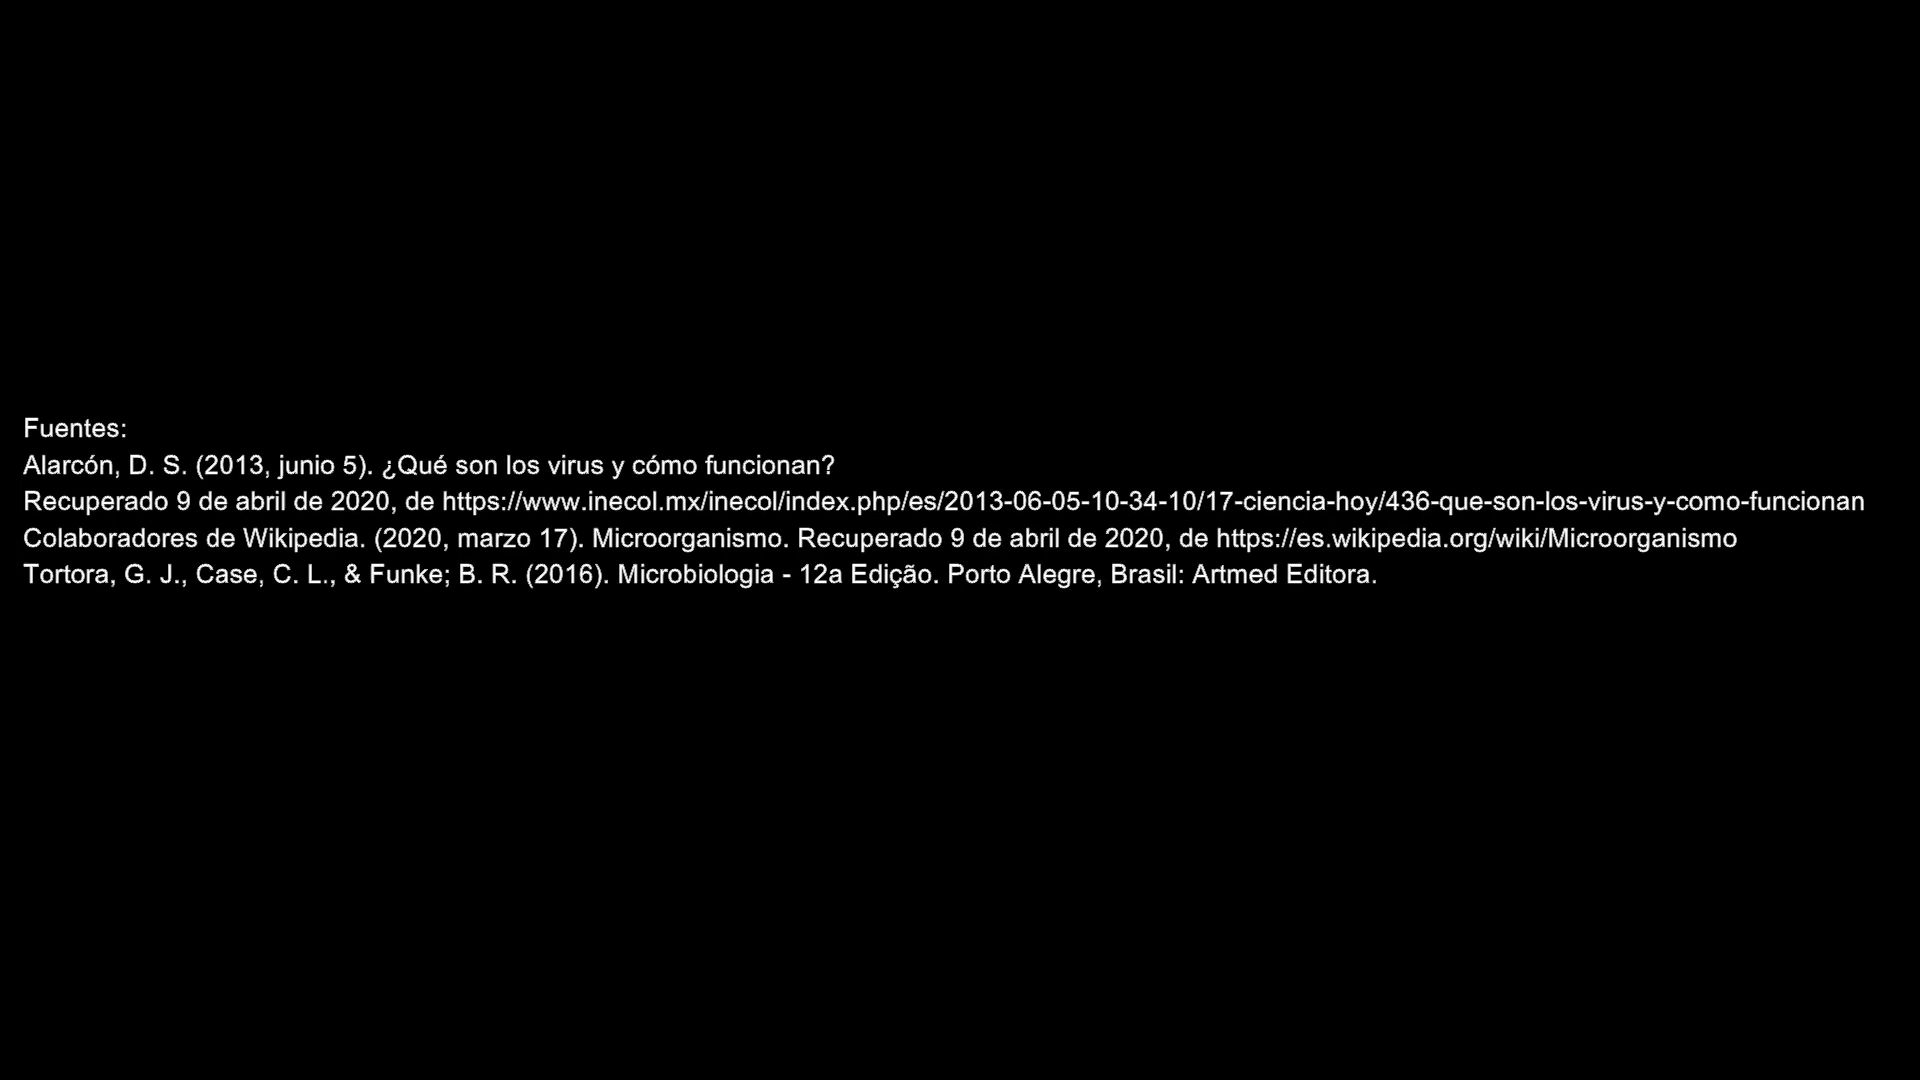 Fuentes:
Alarcón, D. S. (2013, junio 5). ¿Qué son los virus y cómo funcionan?
Recuperado 9 de abril de 2020, de https://www.inecol.mx/inecol/index.php/es/2013-06-05-10-34-10/17-ciencia-hoy/436-que-son-los-virus-y-como-funcionan
Colaboradores de Wikipedia. (2020, marzo 17). Microorganismo. Recuperado 9 de abril de 2020, de https://es.wikipedia.org/wiki/Microorganismo
Tortora, G. J., Case, C. L., & Funke; B. R. (2016). Microbiologia - 12a Edição. Porto Alegre, Brasil: Artmed Editora.